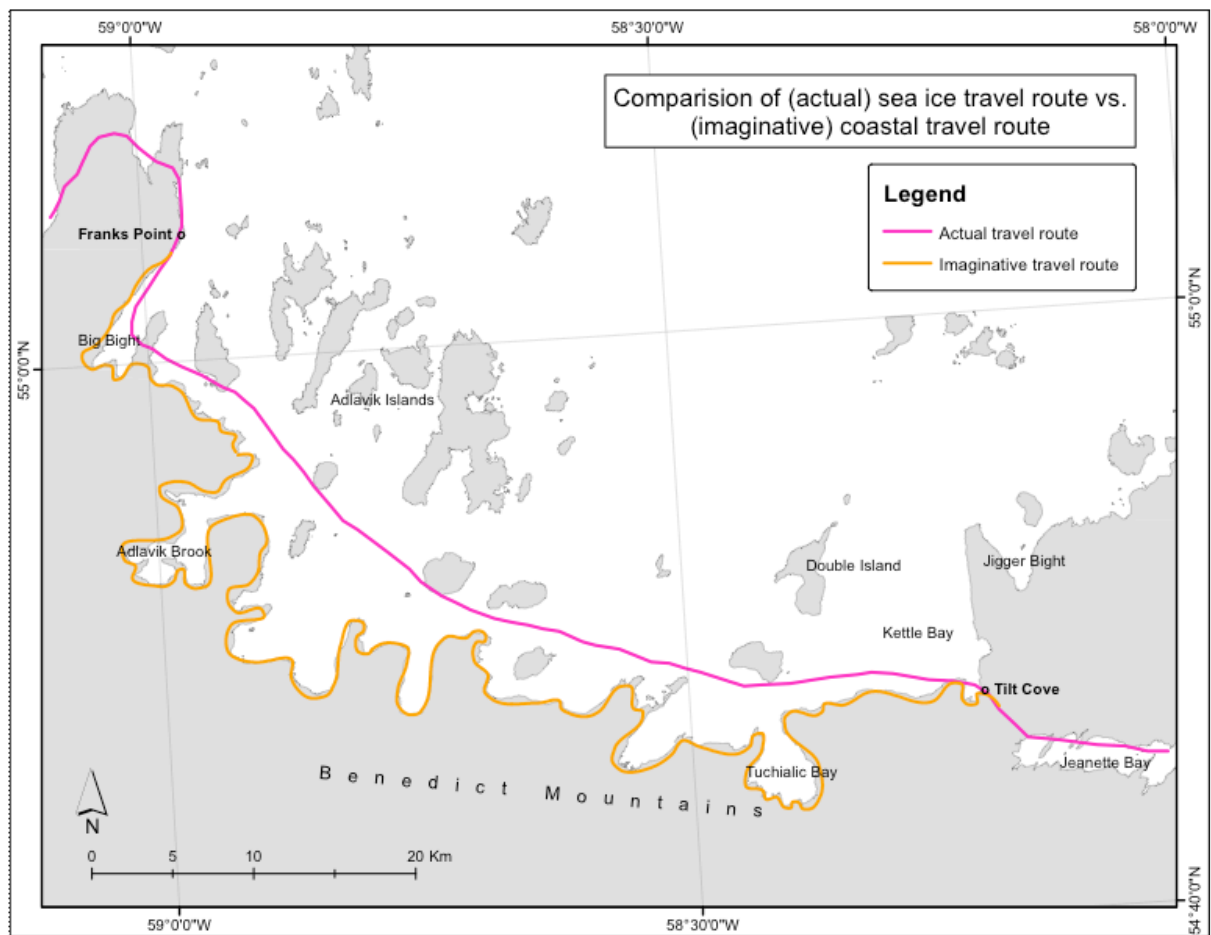 59°0'0"W
58°30'0"W
58°0'0"W
Comparision of (actual) sea ice travel route vs.
(imaginative) coastal travel route
Legend
Actual travel route
Imaginative travel route
Franks Point
55°0'0"N
Big Bight
55°0'0"N
Adlavik Islands
Adlavik Brook
Double Island
Jigger Bight
Kettle Bay
Tilt Cove
Jeanette Bay
Tuchialic Bay
Benedict Mountains
N
0 5 10 20 Km
54°40'0"N
59°0'0"W
58°30'0"W